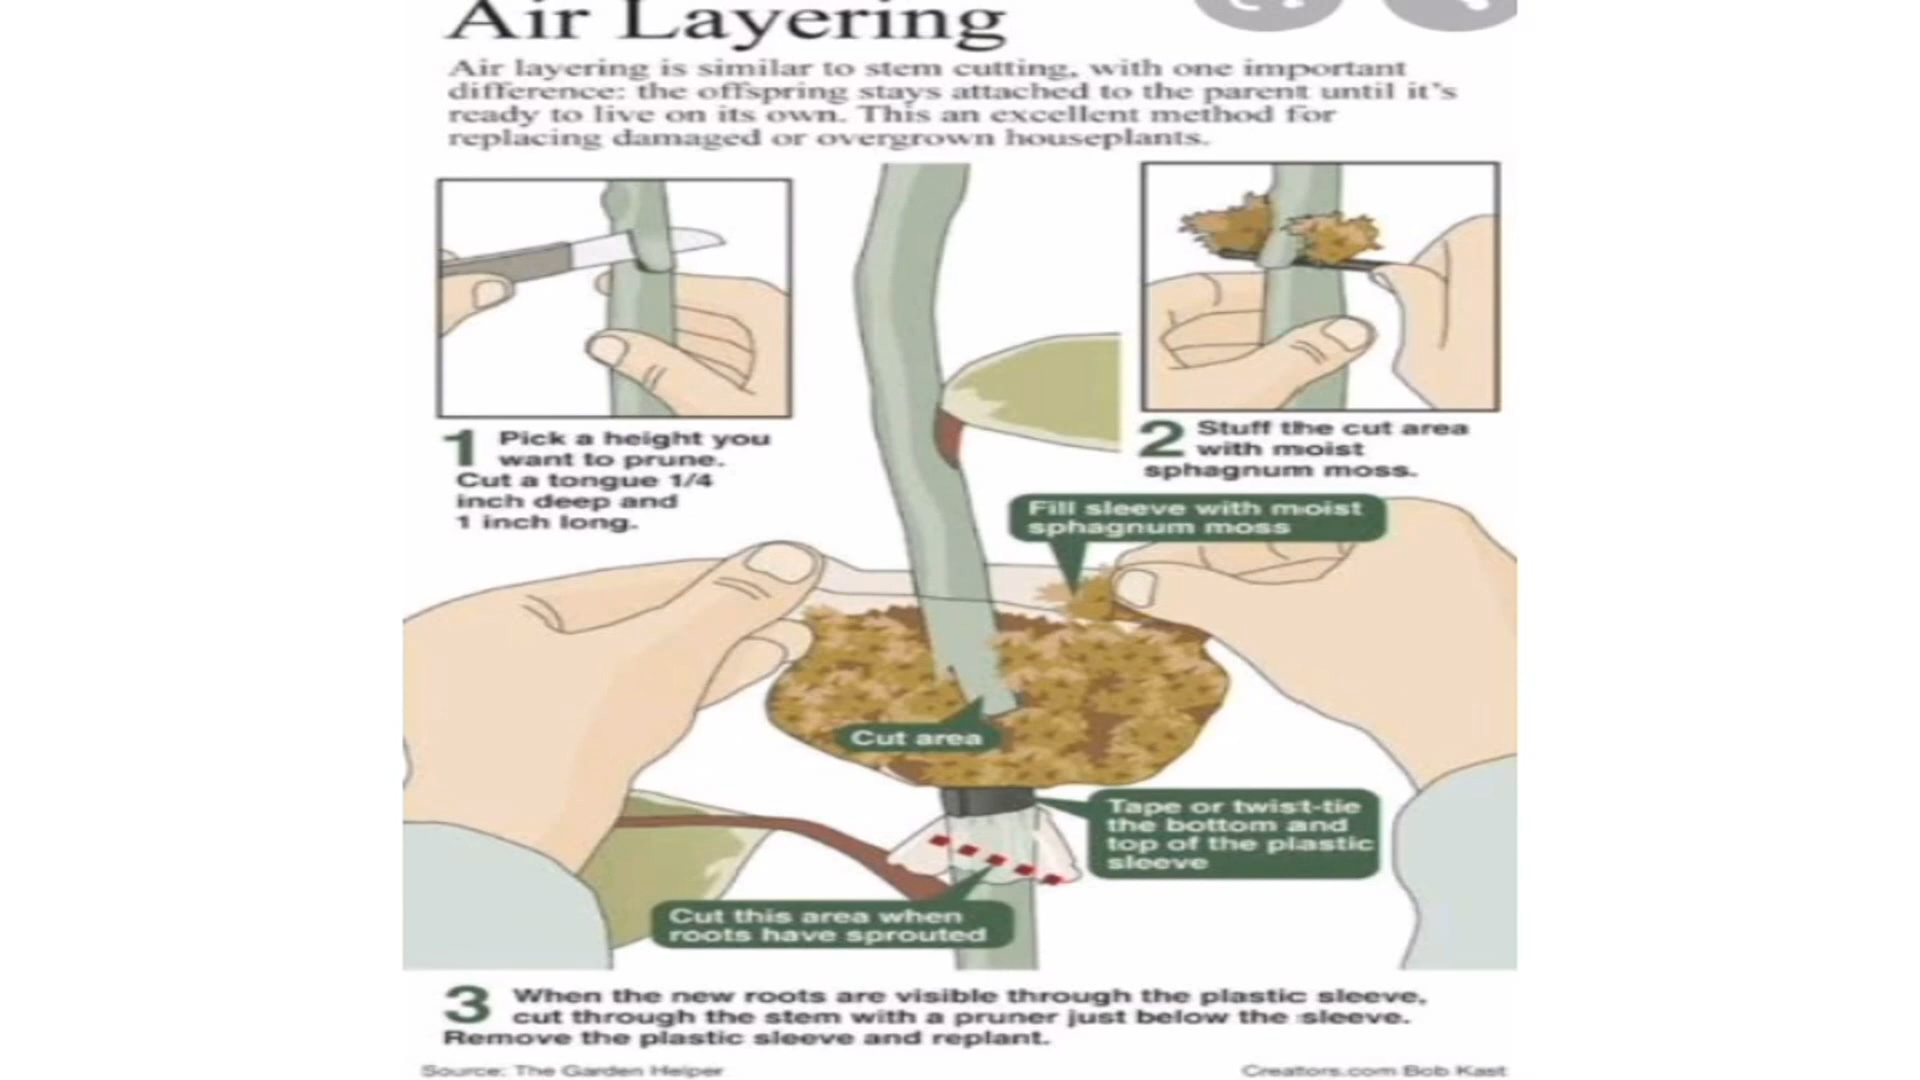 Air Layering
Air layering is similar to stem cutting, with one important
difference: the offspring stays attached to the parent until it's
ready to live on its own. This an excellent method for
replacing damaged or overgrown houseplants.
1 Pick a height you
want to prune.
Cut a tongue 1/4
inch deep and
1 inch long.
2 Stuff the cut area
with moist
sphagnum moss.
Fill sleeve with moist
sphagnum moss
Cut area
Tape or twist-tie
the bottom and
top of the plastic
sleeve
Cut this area when
roots have sprouted
3 When the new roots are visible through the plastic sleeve,
cut through the stem with a pruner just below the sleeve.
Remove the plastic sleeve and replant.
Source: The Garden Helper
Creators.com Bob Kast